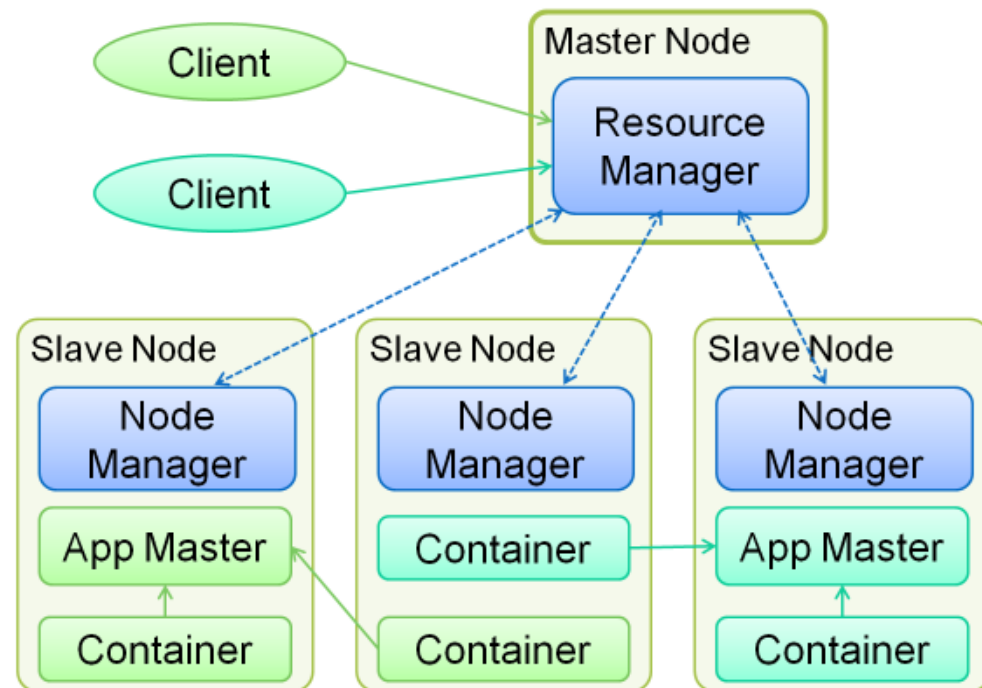 Client
Client
Master Node
Resource
Manager
Slave Node
Node
Manager
App Master
Container
Slave Node
Node
Manager
Container
Container
Slave Node
Node
Manager
App Master
Container